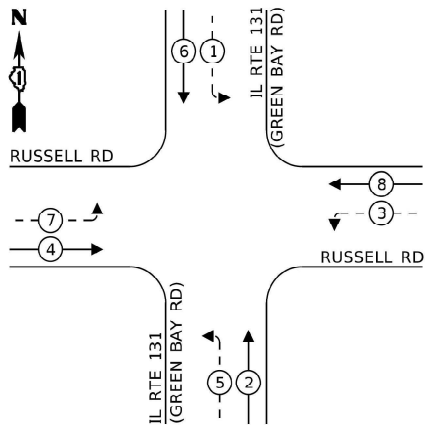 N
6
1
IL RTE 131
(GREEN BAY RD)
RUSSELL RD
8
3
7
4
RUSSELL RD
IL RTE 131
(GREEN BAY RD)
5
2